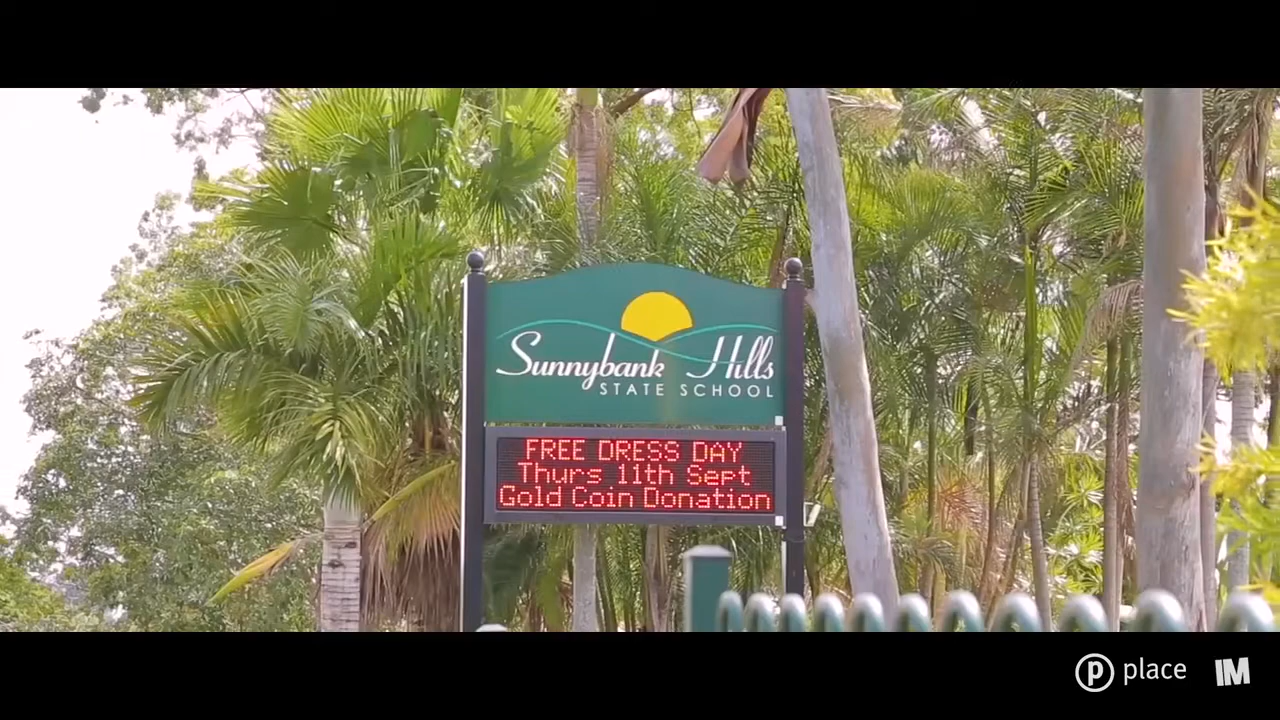 Sunnybank Hills
STATE SCHOOL
FREE DRESS DAY
Thurs 11th Sept
Gold Coin Donation
p place IM